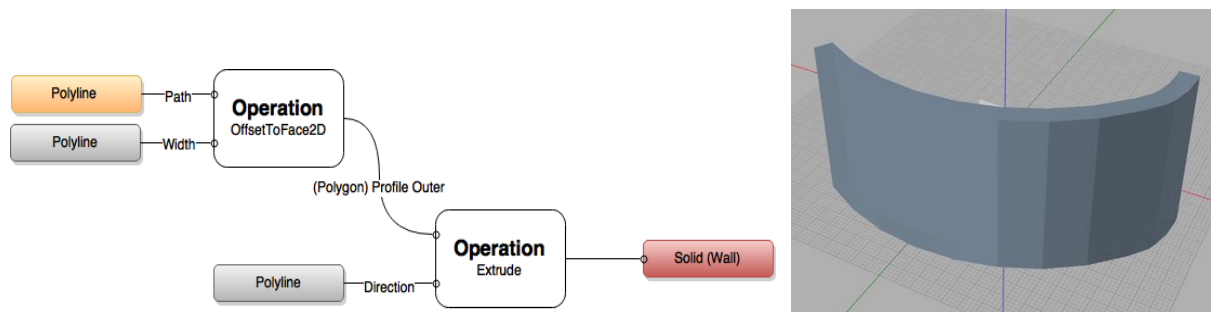 Polyline
Path
Operation
OffsetToFace2D
Polyline
Width
(Polygon) Profile Outer
Operation
Extrude
Solid (Wall)
Polyline
Direction